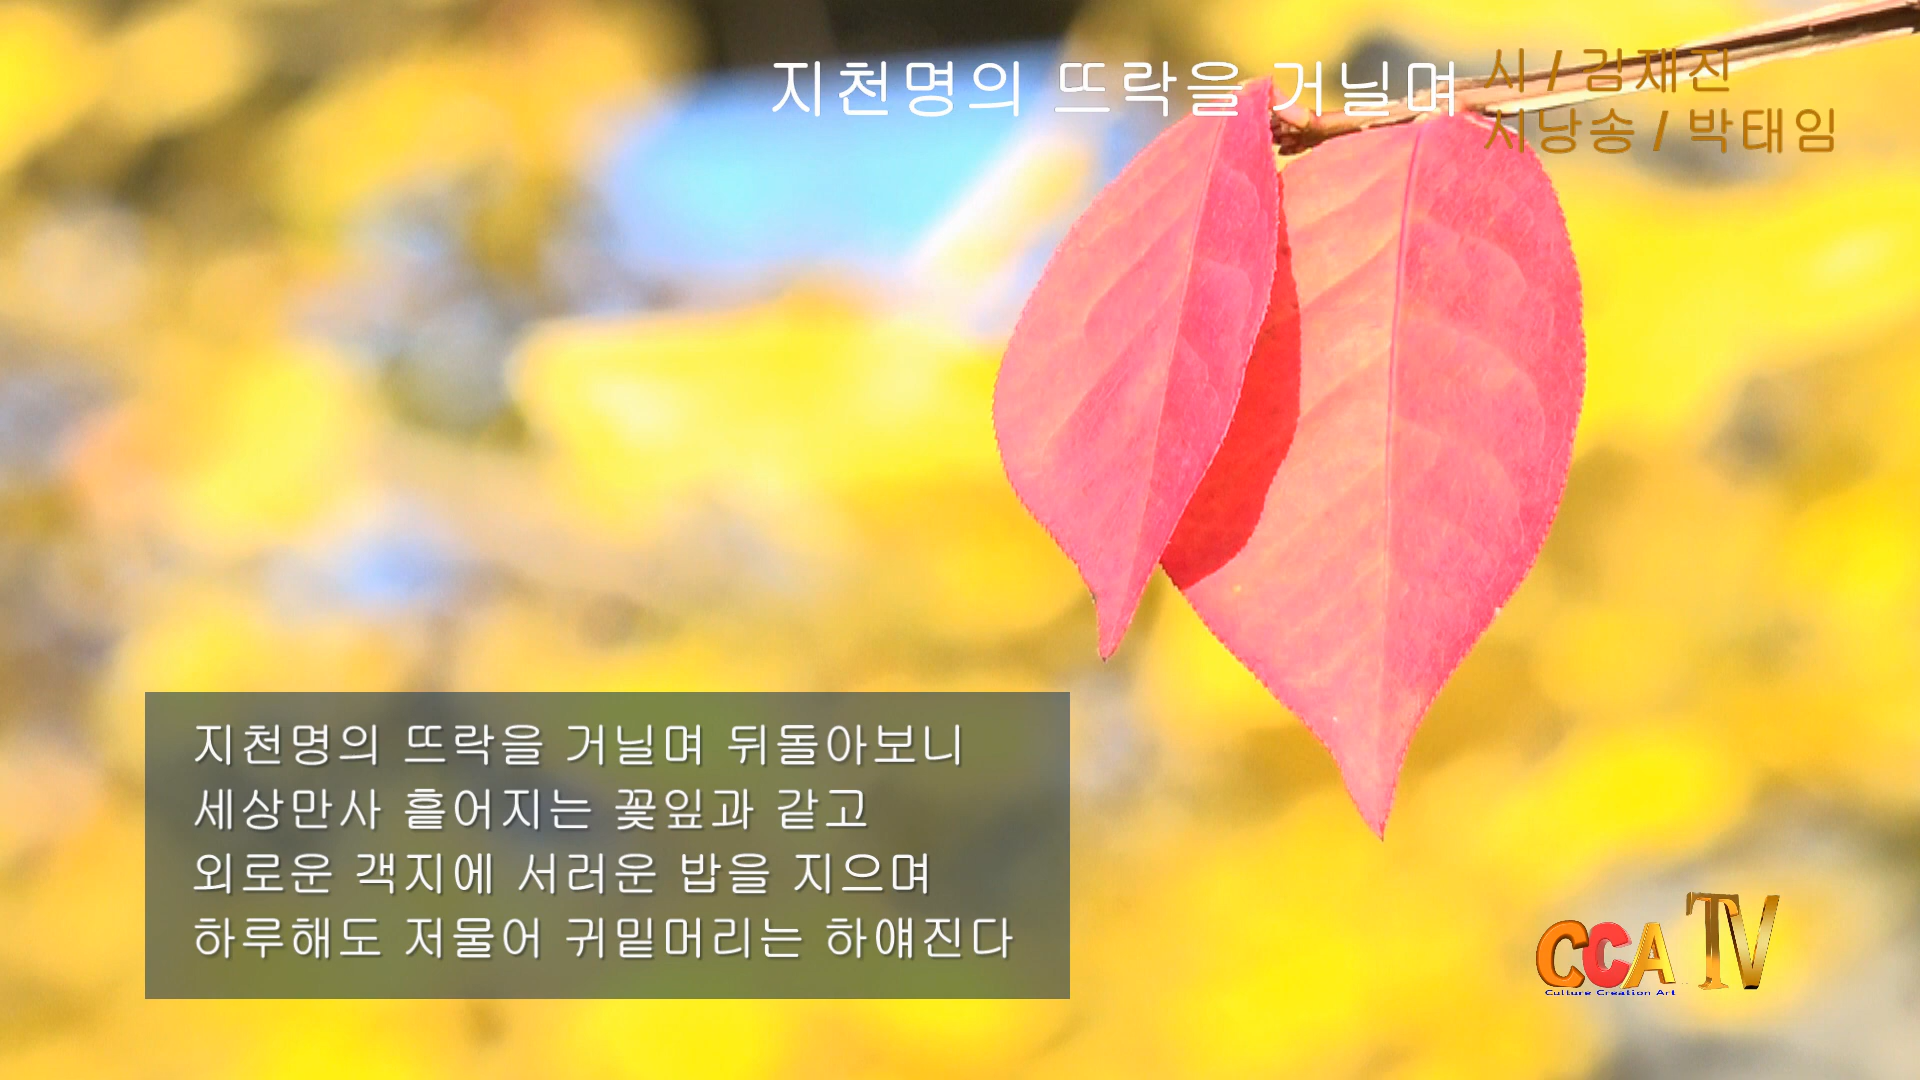 지천명의 뜨락을 거닐며
시 / 김재진
시낭송 / 박태임
지천명의 뜨락을 거닐며 뒤돌아보니
세상만사 흩어지는 꽃잎과 같고
외로운 객지에 서러운 밥을 지으며
하루해도 저물어 귀밑머리는 하얘진다
CCA TV
Culture Creation Art